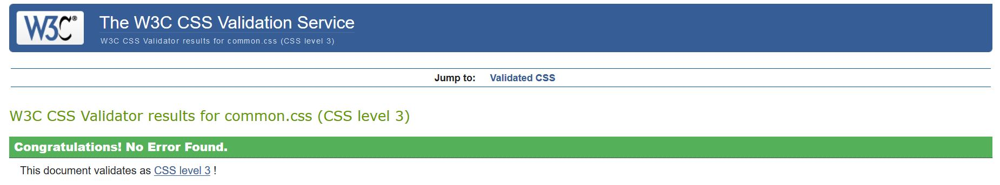 W3C®
The W3C CSS Validation Service
W3C CSS Validator results for common.css (CSS level 3)
Jump to: Validated CSS
W3C CSS Validator results for common.css (CSS level 3)
Congratulations! No Error Found.
This document validates as CSS level 3 !